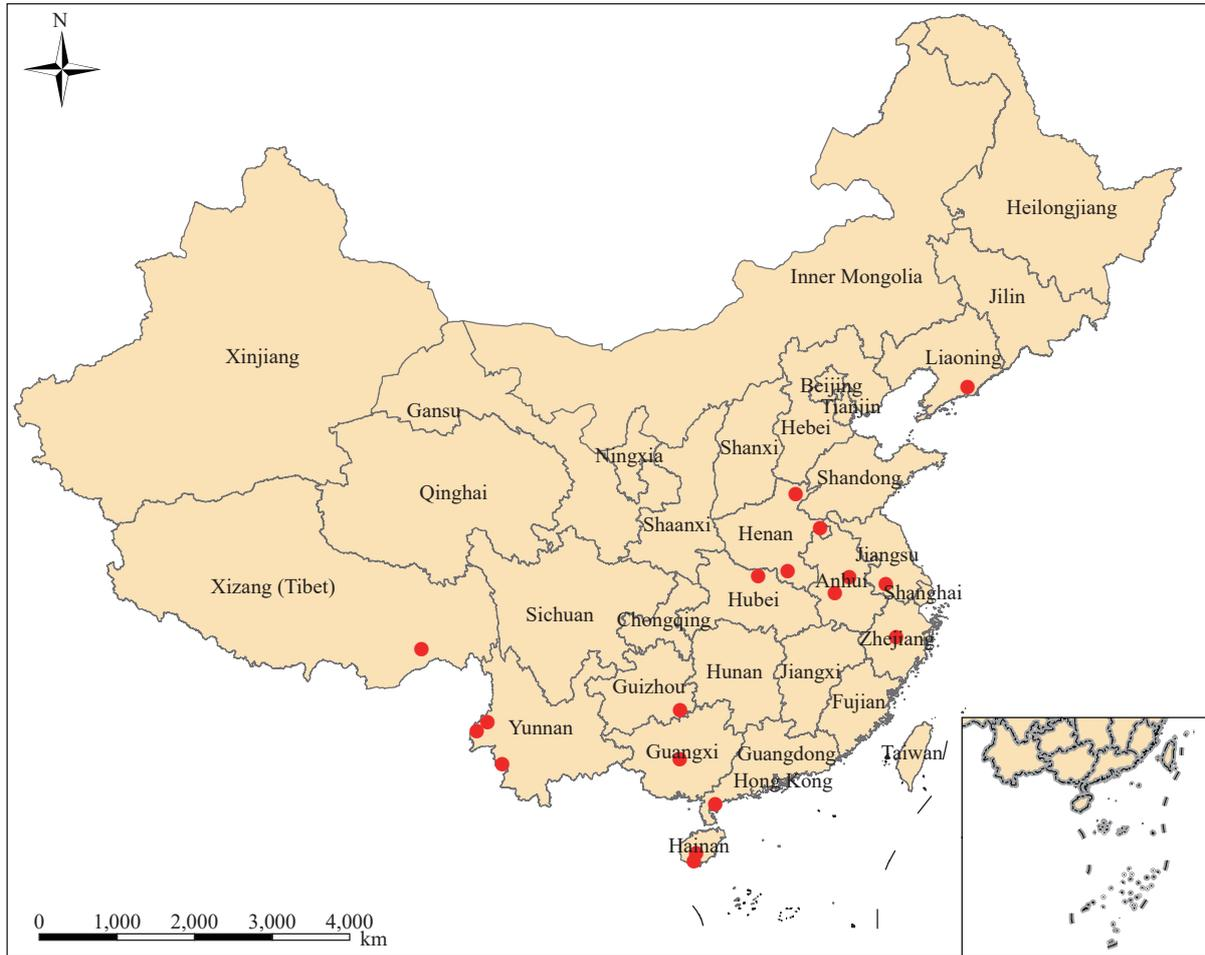 N
Heilongjiang
Inner Mongolia
Jilin
Xinjiang
Liaoning
Beijing
Gansu
Tianjin
Hebei
Shanxi
Ningxia
Shandong
Qinghai
Shaanxi
Henan
Jiangsu
Xizang (Tibet)
Anhui
Shanghai
Hubei
Sichuan
Chongqing
Zhejiang
Hunan
Jiangxi
Guizhou
Fujian
Yunnan
Guangxi
Guangdong
Taiwan
Hong Kong
Hainan
0 1,000 2,000 3,000 4,000
km